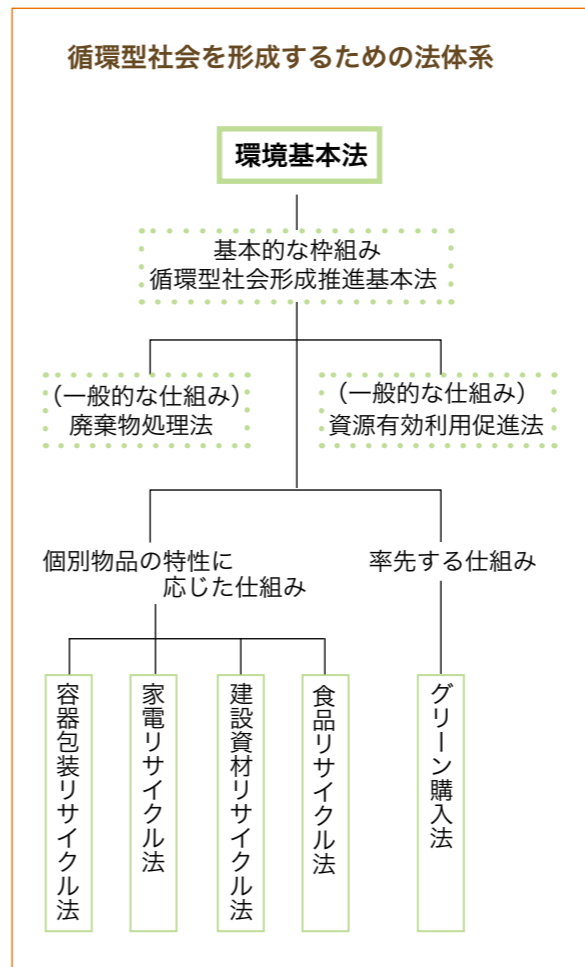 循環型社会を形成するための法体系
環境基本法
基本的な枠組み
循環型社会形成推進基本法
（一般的な仕組み）
廃棄物処理法
（一般的な仕組み）
資源有効利用促進法
個別物品の特性に
応じた仕組み
率先する仕組み
容器包装リサイクル法
家電リサイクル法
建設資材リサイクル法
食品リサイクル法
グリーン購入法